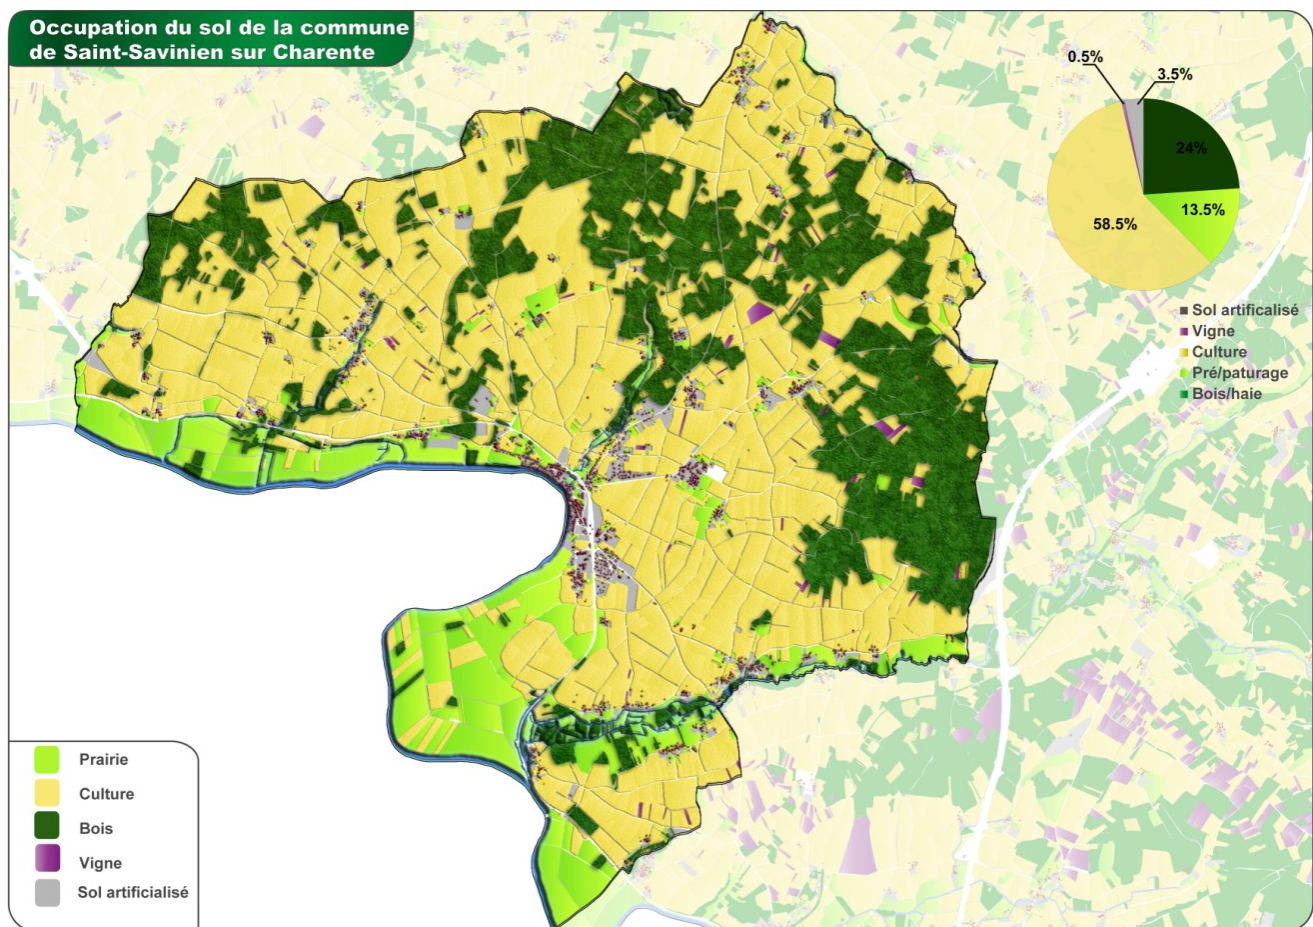 Occupation du sol de la commune
de Saint-Savinien sur Charente
0.5%
3.5%
24%
13.5%
58.5%
Sol artificalisé
Vigne
Culture
Pré/paturage
Bois/haie
Prairie
Culture
Bois
Vigne
Sol artificialisé